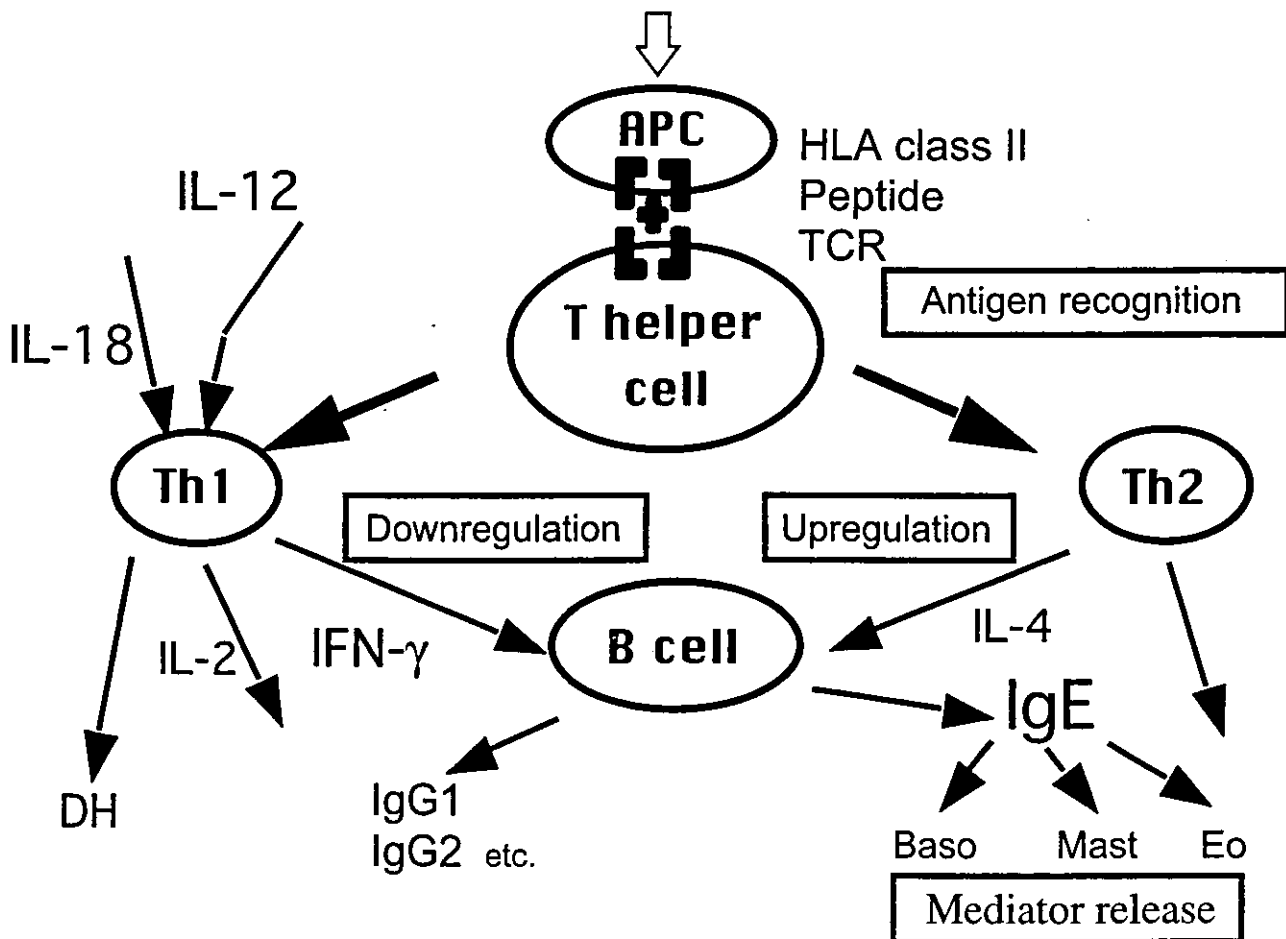 APC
HLA class II
Peptide
TCR
IL-12
IL-18
T helper
cell
Antigen recognition
Th1
Th2
Downregulation
Upregulation
IL-2
IFN-γ
B cell
IL-4
IgE
DH
IgG1
IgG2 etc.
Baso
Mast
Eo
Mediator release